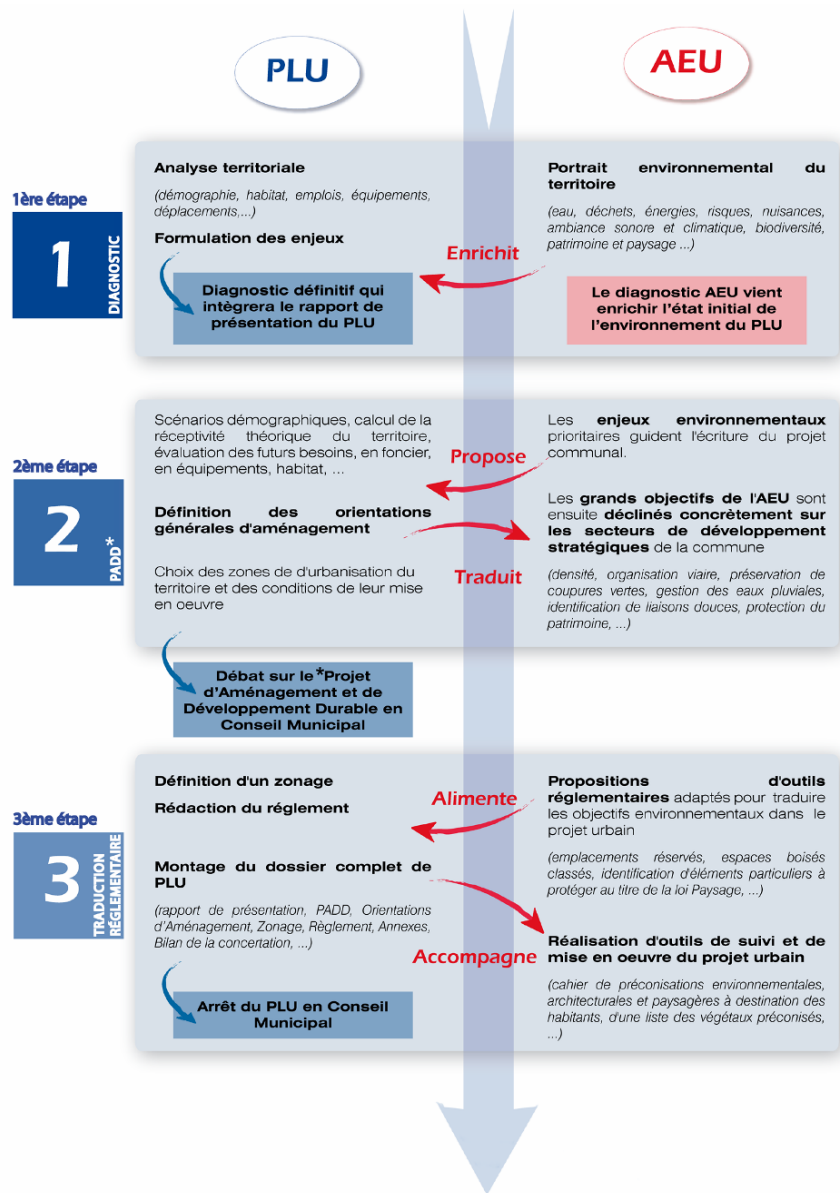 PLU
AEU
1ère étape
1
DIAGNOSTIC
Analyse territoriale
(démographie, habitat, emplois, équipements,
déplacements,...)
Formulation des enjeux
Diagnostic définitif qui
intègrera le rapport de
présentation du PLU
Enrichit
Portrait environnemental du
territoire
(eau, déchets, énergies, risques, nuisances,
ambiance sonore et climatique, biodiversité,
patrimoine et paysage ...)
Le diagnostic AEU vient
enrichir l'état initial de
l'environnement du PLU
2ème étape
2
PADD*
Scénarios démographiques, calcul de la
réceptivité théorique du territoire,
évaluation des futurs besoins, en foncier,
en équipements, habitat, ...
Définition des orientations
générales d'aménagement
Choix des zones de d'urbanisation du
territoire et des conditions de leur mise
en oeuvre
Débat sur le *Projet
d'Aménagement et de
Développement Durable en
Conseil Municipal
Propose
Traduit
Les enjeux environnementaux
prioritaires guident l'écriture du projet
communal.
Les grands objectifs de l'AEU sont
ensuite déclinés concrètement sur
les secteurs de développement
stratégiques de la commune
(densité, organisation viaire, préservation de
coupures vertes, gestion des eaux pluviales,
identification de liaisons douces, protection du
patrimoine, ...)
3ème étape
3
TRADUCTION
RÉGLEMENTAIRE
Définition d'un zonage
Rédaction du réglement
Montage du dossier complet de
PLU
(rapport de présentation, PADD, Orientations
d'Aménagement, Zonage, Règlement, Annexes,
Bilan de la concertation, ...)
Arrêt du PLU en Conseil
Municipal
Alimente
Accompagne
Propositions d'outils
réglementaires adaptés pour traduire
les objectifs environnementaux dans le
projet urbain
(emplacements réservés, espaces boisés
classés, identification d'éléments particuliers à
protéger au titre de la loi Paysage, ...)
Réalisation d'outils de suivi et de
mise en oeuvre du projet urbain
(cahier de préconisations environnementales,
architecturales et paysagères à destination des
habitants, d'une liste des végétaux préconisés,
...)